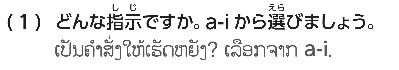 (1) どんな指示ですか。a-iから選びましょう。
ເປັນຄຳສັ່ງໃຫ້ເຮັດຫຍັງ? ເລືອກຈາກ a-i.